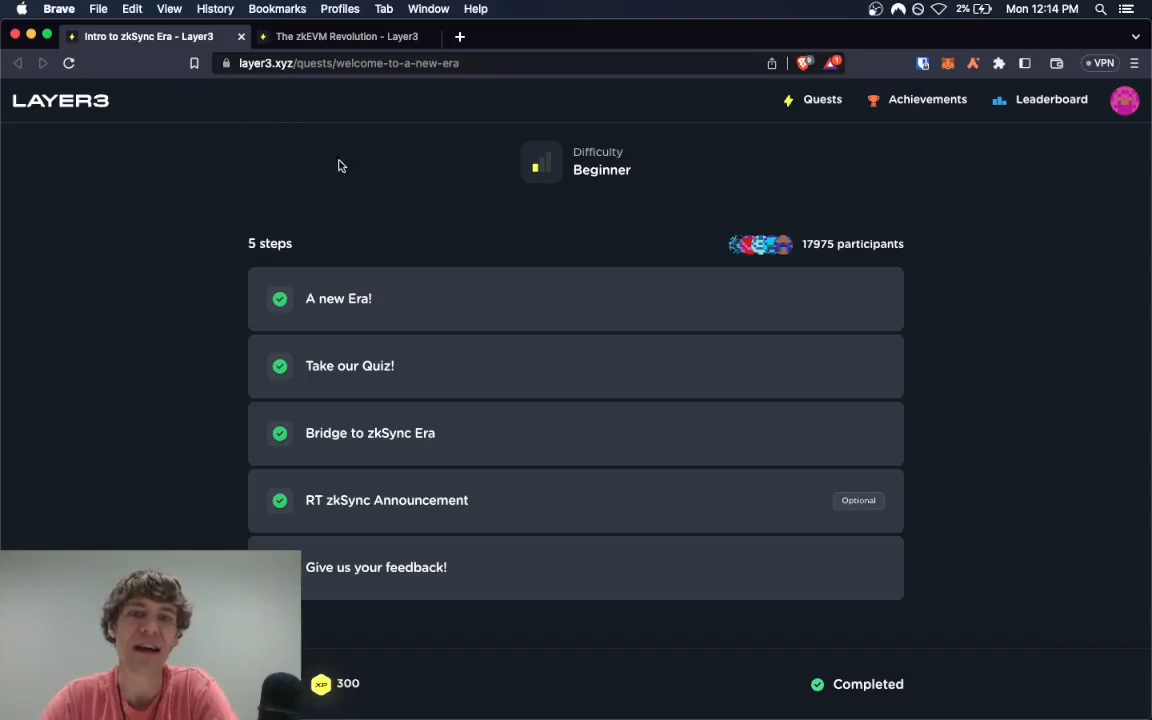 Brave File Edit View History Bookmarks Profiles Tab Window Help 2% Mon 12:14 PM
Intro to zkSync Era - Layer3 The zkEVM Revolution - Layer3
layer3.xyz/quests/welcome-to-a-new-era 9 1 VPN
LAYER3 Quests Achievements Leaderboard
Difficulty
Beginner
5 steps 17975 participants
A new Era!
Take our Quiz!
Bridge to zkSync Era
RT zkSync Announcement Optional
Give us your feedback!
XP 300 Completed